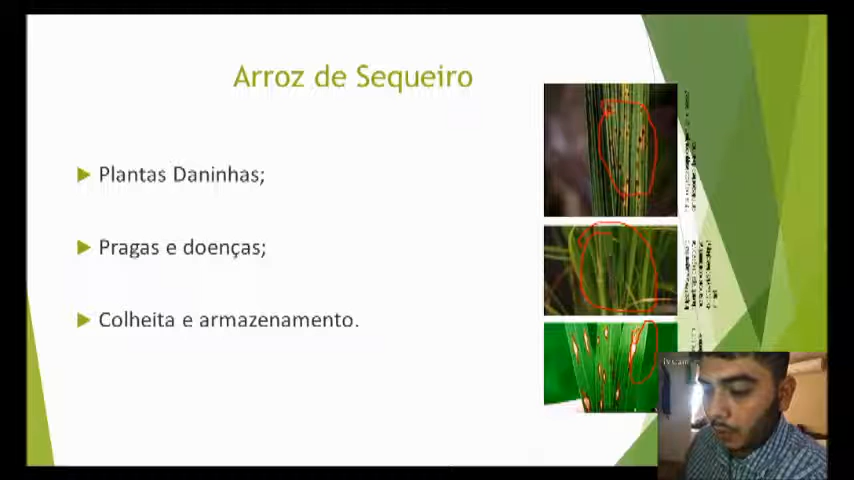 Arroz de Sequeiro
Plantas Daninhas;
Pragas e doenças;
Colheita e armazenamento.